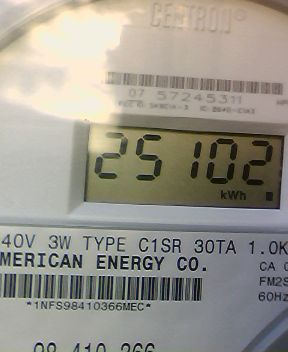 CENTRON®
07 57245311
25102
kWh
40V 3W TYPE C1SR 30TA 1.0K
MERICAN ENERGY CO.
CA
FM2S
60Hz
*1NFS98410366MEC*
98 410 366